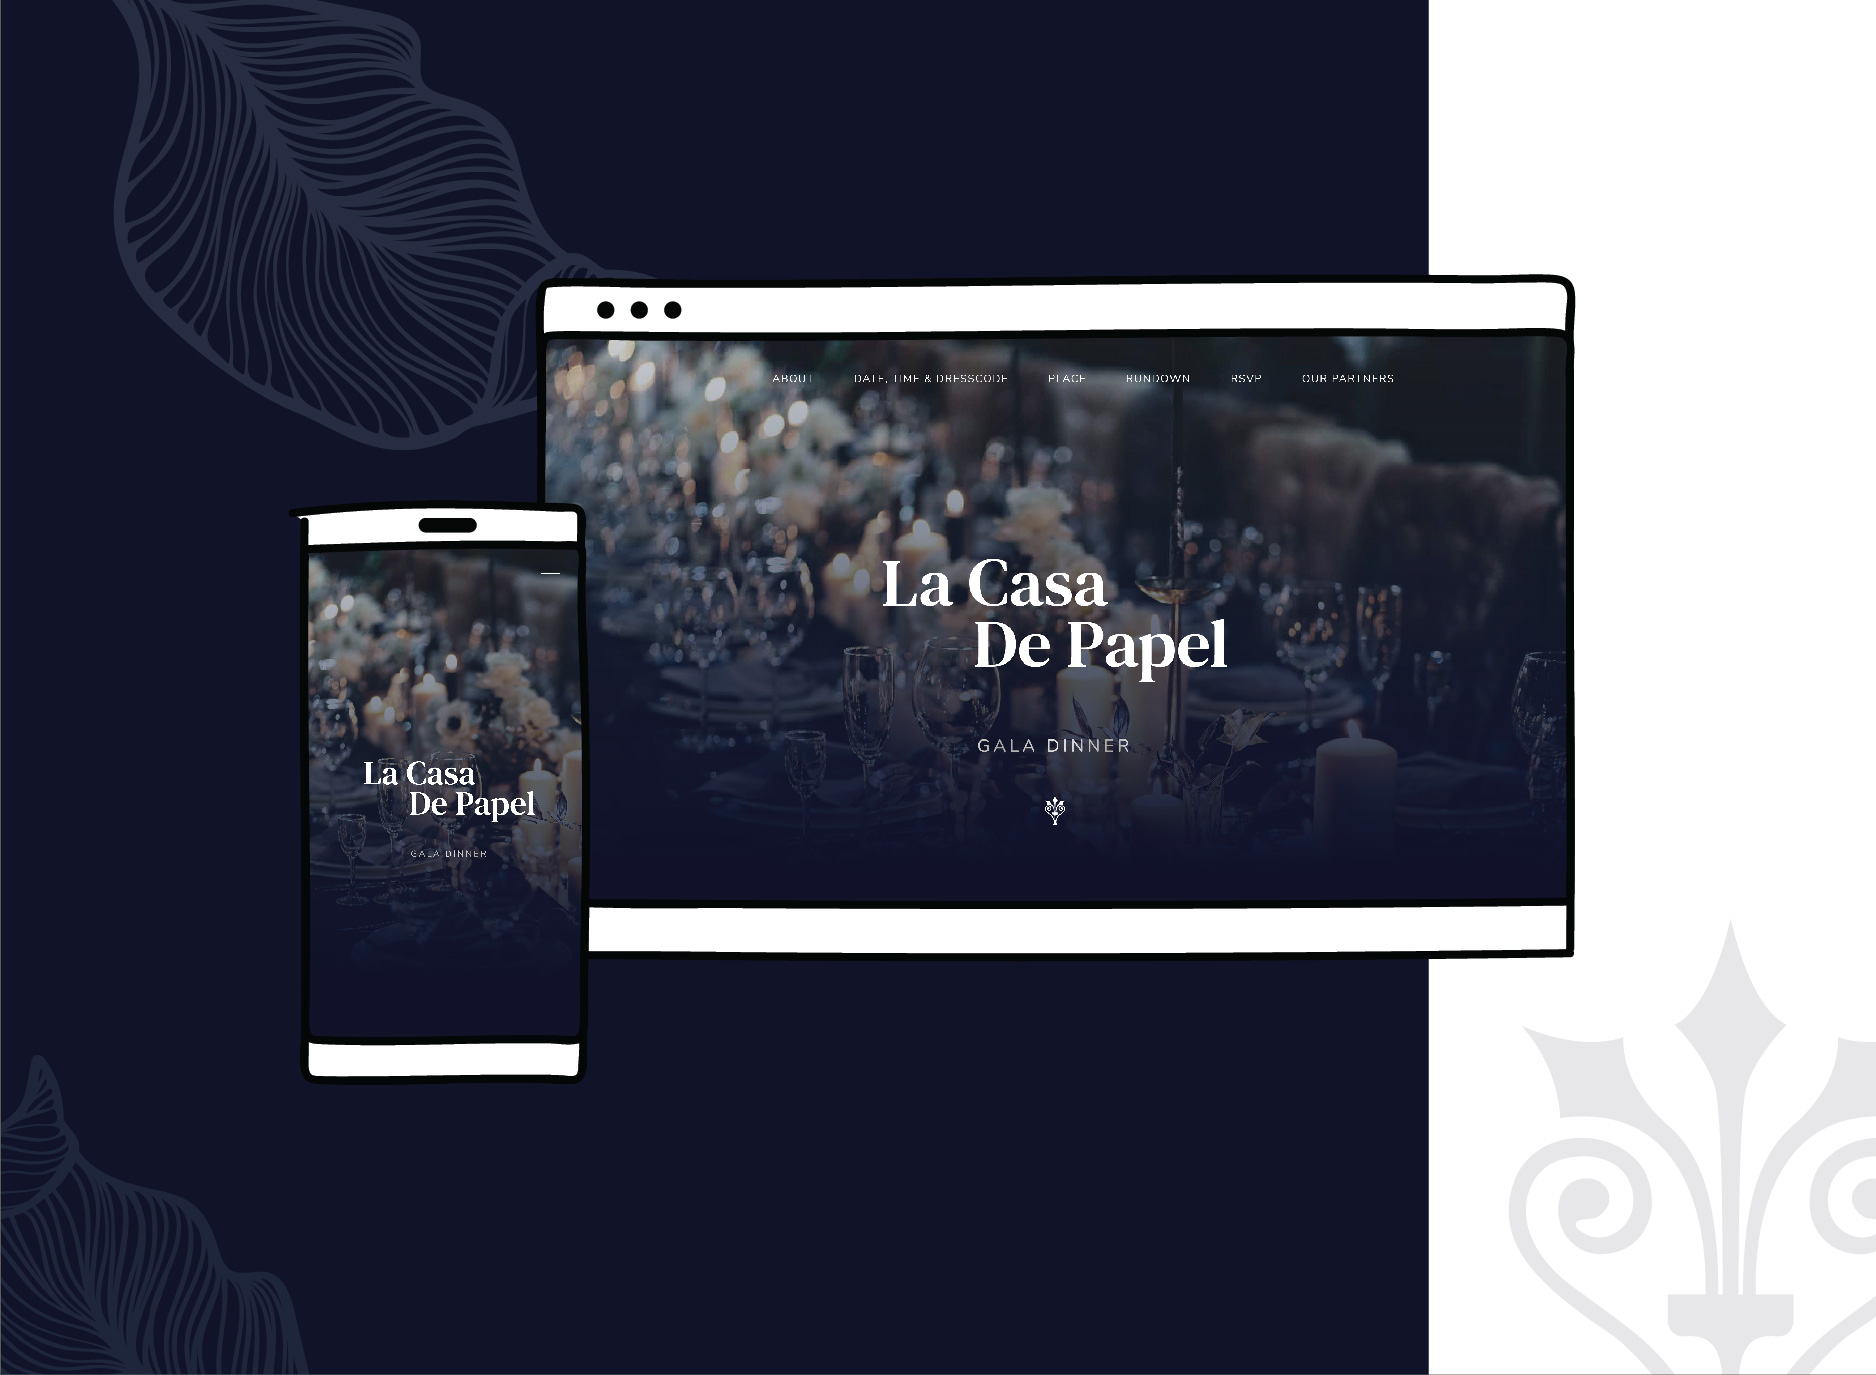 ABOUT DATE, TIME & DRESSCODE PLACE RUNDOWN RSVP OUR PARTNERS
La Casa
De Papel
GALA DINNER
La Casa
De Papel
GALA DINNER